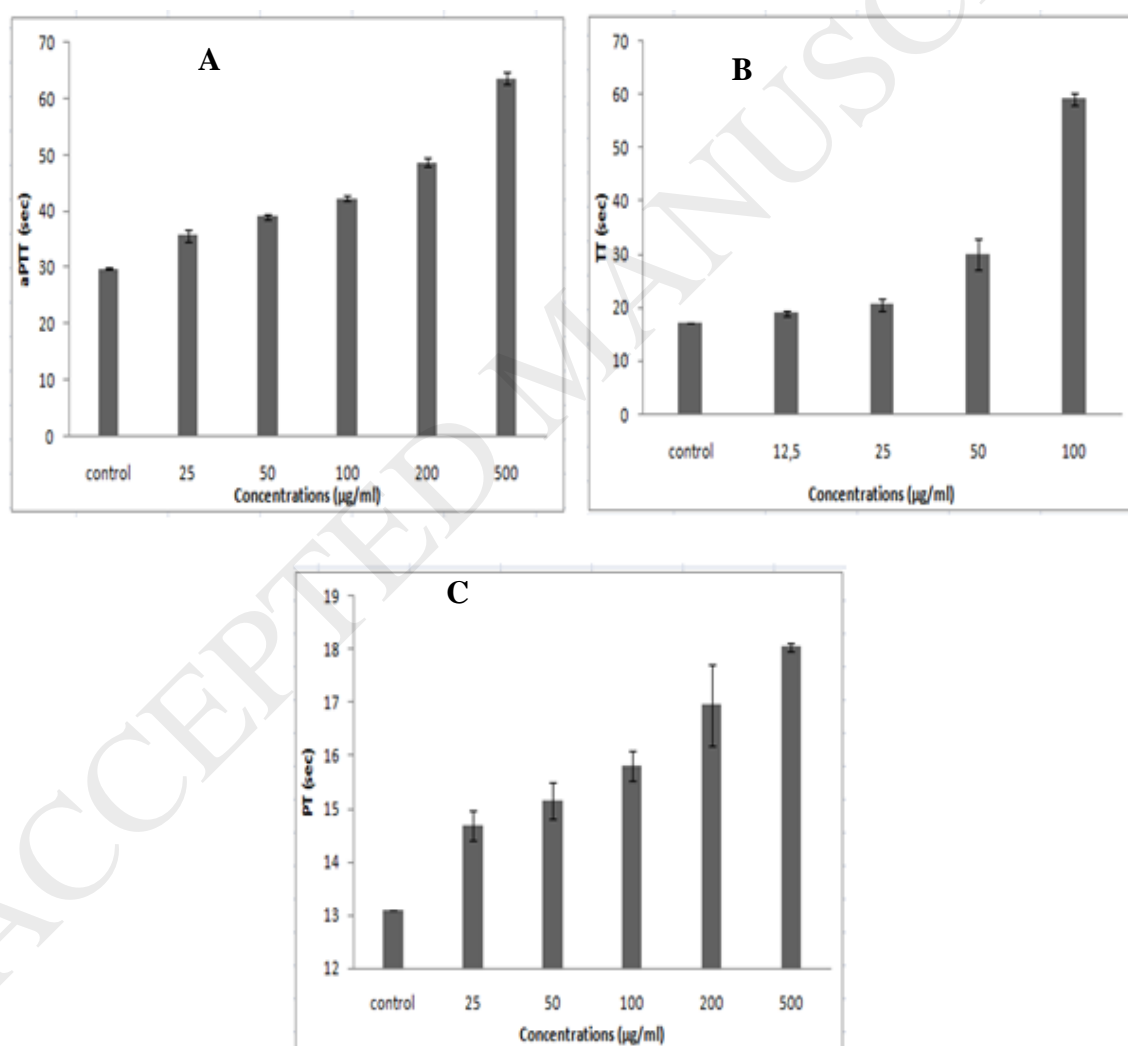 A
70
60
50
40
30
20
10
0
aPTT (sec)
control 25 50 100 200 500
Concentrations (µg/ml)
B
70
60
50
40
30
20
10
0
TT (sec)
control 12,5 25 50 100
Concentrations (µg/ml)
C
19
18
17
16
15
14
13
12
PT (sec)
control 25 50 100 200 500
Concentrations (µg/ml)
ACCEPTED MANUSC